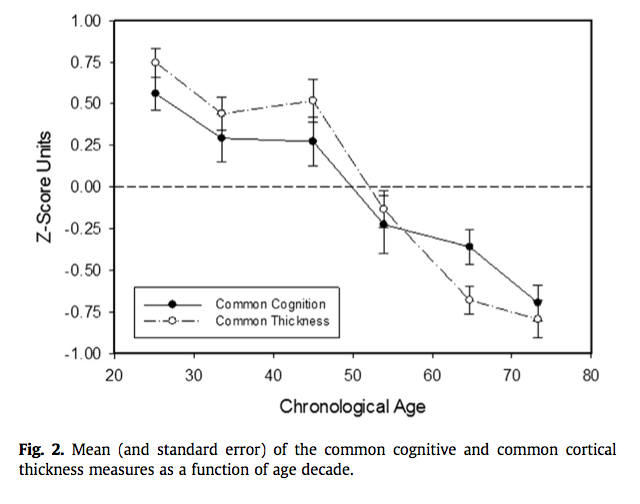 1.00
0.75
0.50
0.25
0.00
-0.25
-0.50
-0.75
-1.00
Z-Score Units
Common Cognition
Common Thickness
20 30 40 50 60 70 80
Chronological Age
Fig. 2. Mean (and standard error) of the common cognitive and common cortical
thickness measures as a function of age decade.